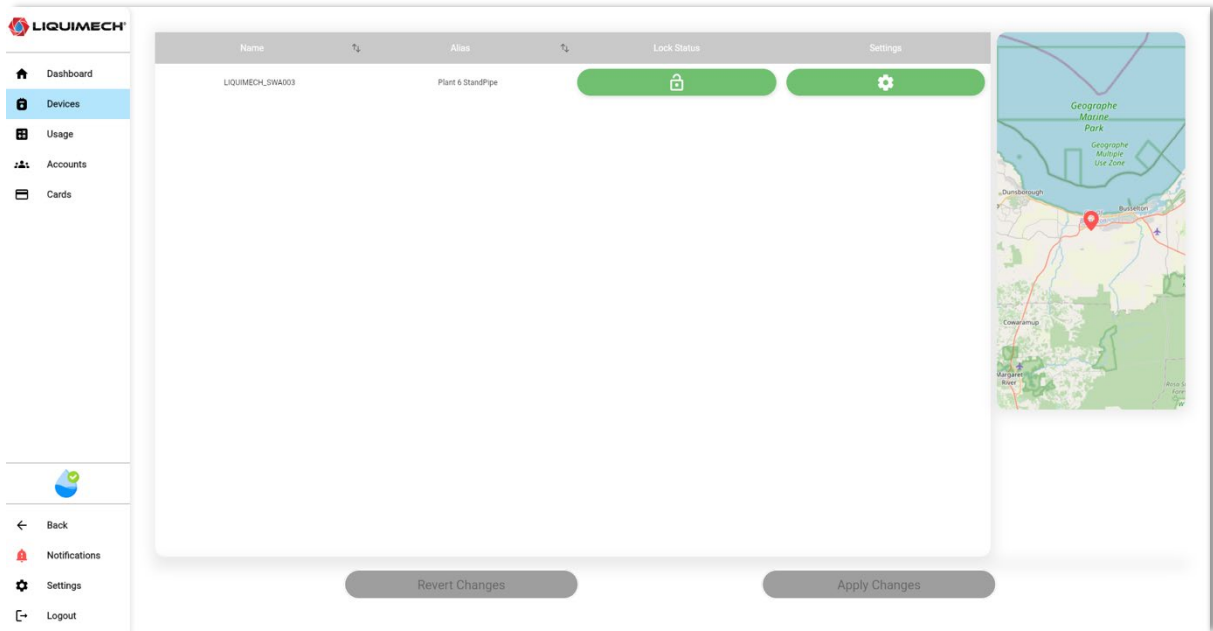 LIQUIMECH
Dashboard
Devices
Usage
Accounts
Cards
Back
Notifications
Settings
Logout
Name Alias Lock Status Settings
LIQUIMECH_SWA003 Plant 6 StandPipe
Revert Changes Apply Changes
Geographe
Marine
Park
Geographe
Multiple
Use Zone
Dunsborough
Busselton
Cowaramup
Margaret
River